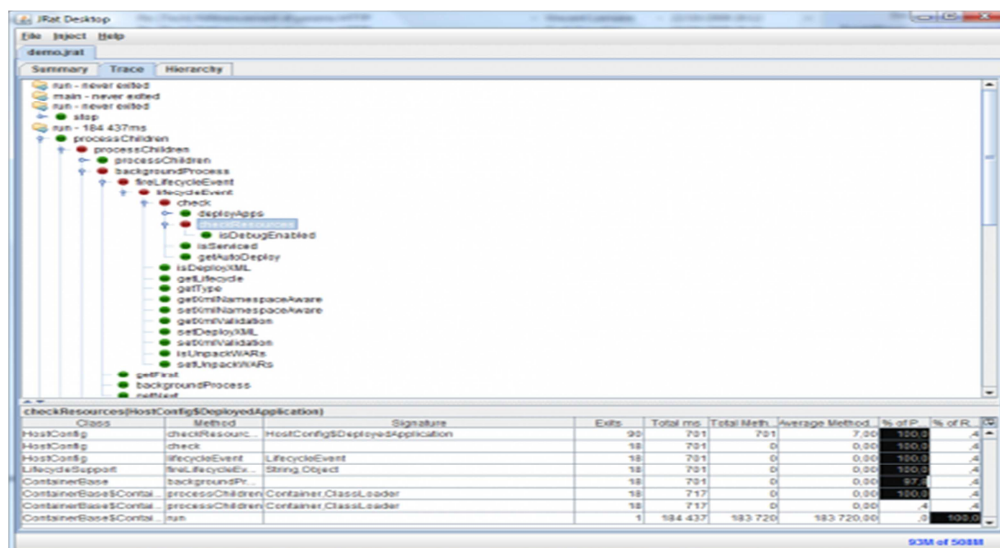 JRat Desktop
File Inject Help
demo.jrat
Summary Trace Hierarchy
run - never exited
main - never exited
run - never exited
stop
run - 184 437ms
processChildren
processChildren
processChildren
backgroundProcess
fireLifecycleEvent
lifecycleEvent
check
deployApps
checkResources
isDebugEnabled
isServiced
getAutoDeploy
isDeployXML
getLifecycle
getType
getXmlNamespaceAware
setXmlNamespaceAware
getXmlValidation
setDeployXML
setXmlValidation
isUnpackWARs
setUnpackWARs
getFirst
backgroundProcess
getNext
checkResources(HostConfig$DeployedApplication)
Class Method Signature Exits Total ms Total Meth... Average Method... % of P... % of R...
HostConfig checkResourc... HostConfig$DeployedApplication 90 701 701 7,00 100,0 ,4
HostConfig check 18 701 0 0,00 100,0 ,4
HostConfig lifecycleEvent LifecycleEvent 18 701 0 0,00 100,0 ,4
LifecycleSupport fireLifecycleEv... String,Object 18 701 0 0,00 100,0 ,4
ContainerBase backgroundPr... 18 701 0 0,00 97,8 ,4
ContainerBase$Contai... processChildren Container,ClassLoader 18 717 0 0,00 100,0 ,4
ContainerBase$Contai... processChildren Container,ClassLoader 18 717 0 0,00 ,4 ,4
ContainerBase$Contai... run 1 184 437 183 720 183 720,00 ,0 100,0
93M of 508M